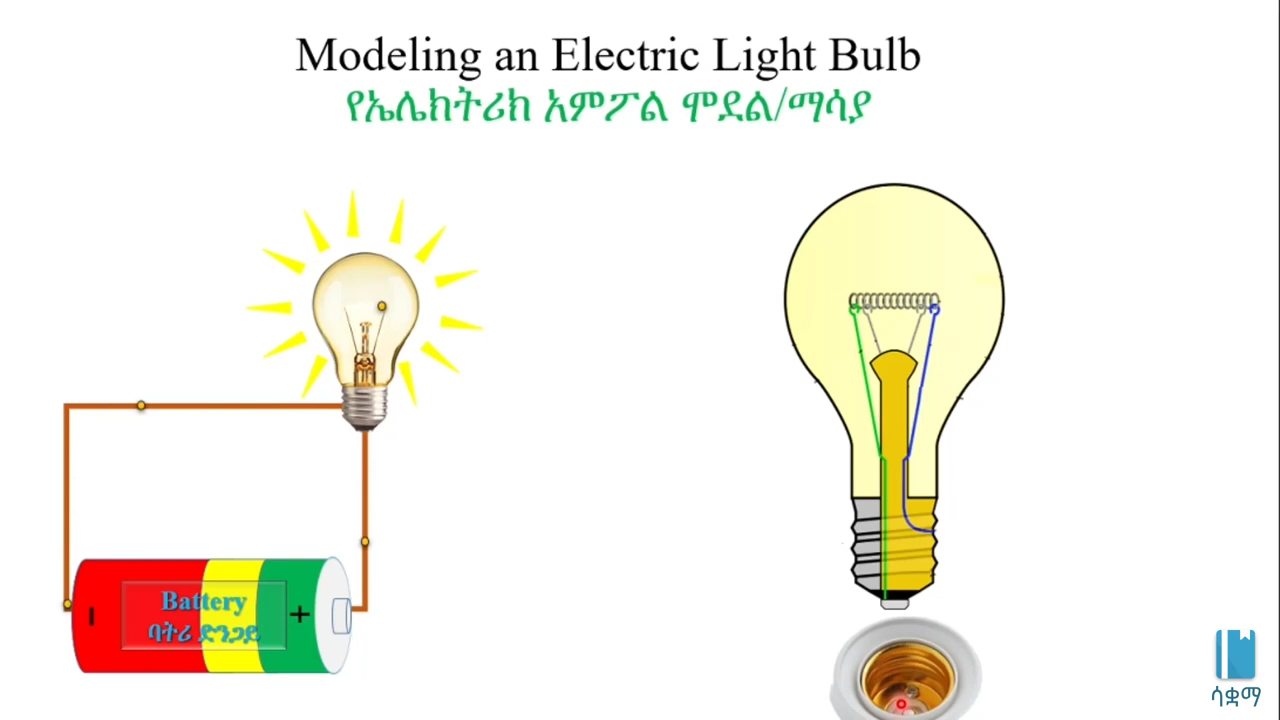 Modeling an Electric Light Bulb
የኤሌክትሪክ አምፖል ሞደል/ማሳያ
Battery
ባትሪ ድንጋይ
- +
ሳቋማ